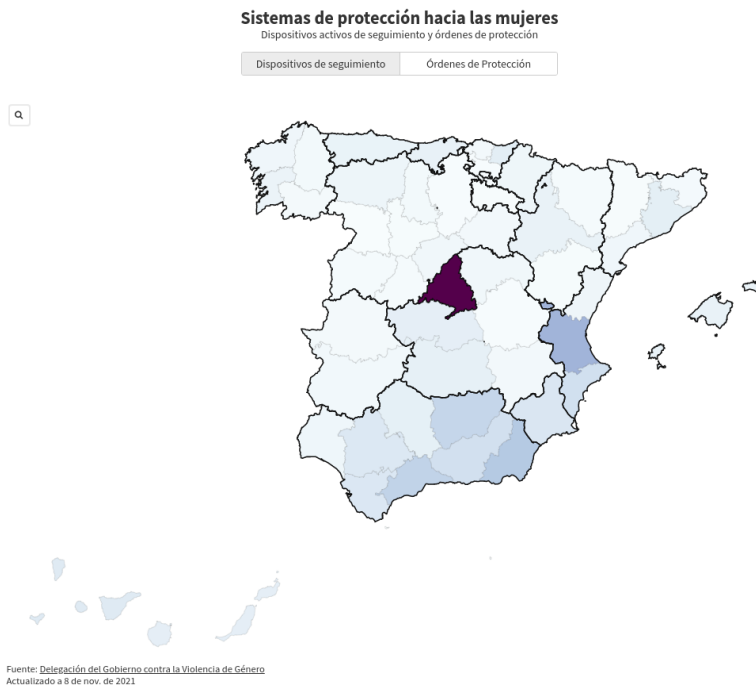 Sistemas de protección hacia las mujeres
Dispositivos activos de seguimiento y órdenes de protección
Dispositivos de seguimiento
Órdenes de Protección
Fuente: Delegación del Gobierno contra la Violencia de Género
Actualizado a 8 de nov. de 2021